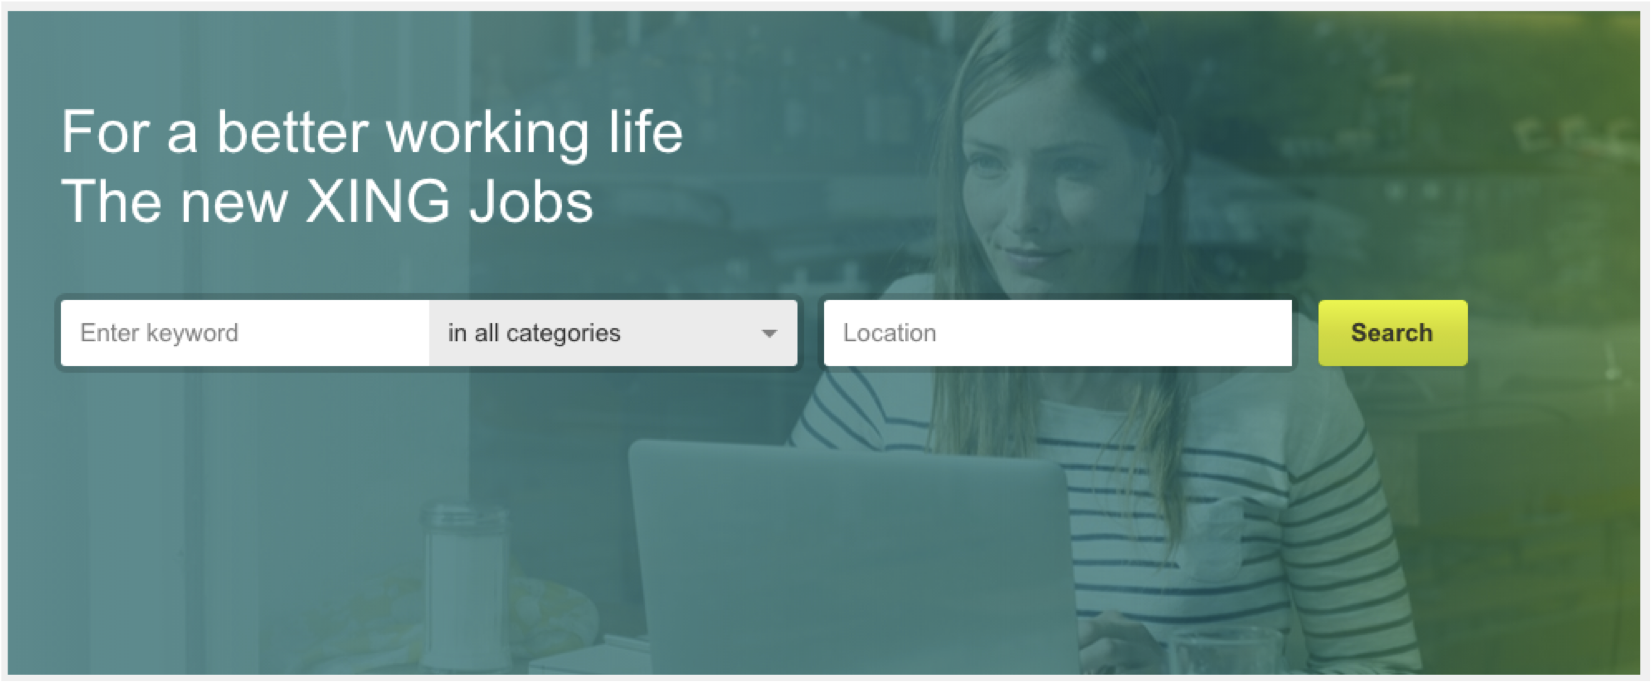 For a better working life
The new XING Jobs
Enter keyword
in all categories
Location
Search